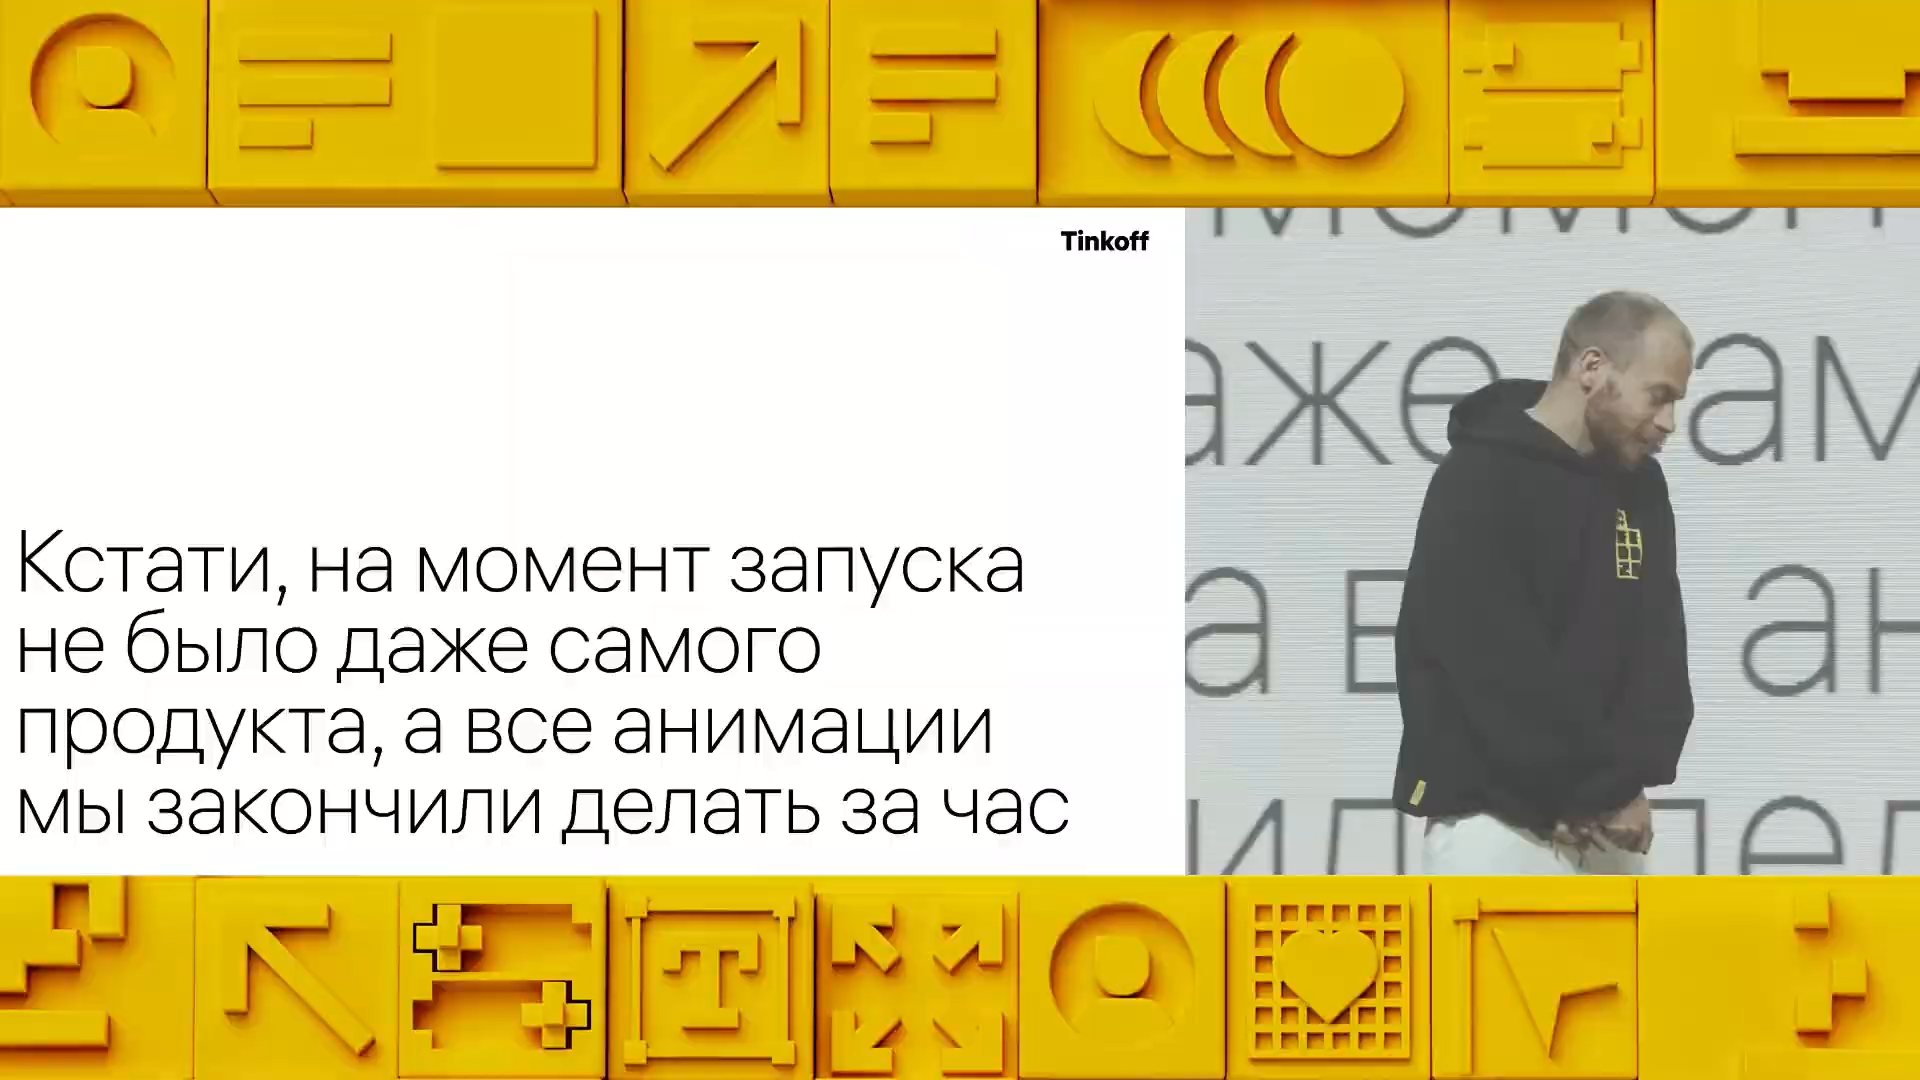 Tinkoff
Кстати, на момент запуска
не было даже самого
продукта, а все анимации
мы закончили делать за час